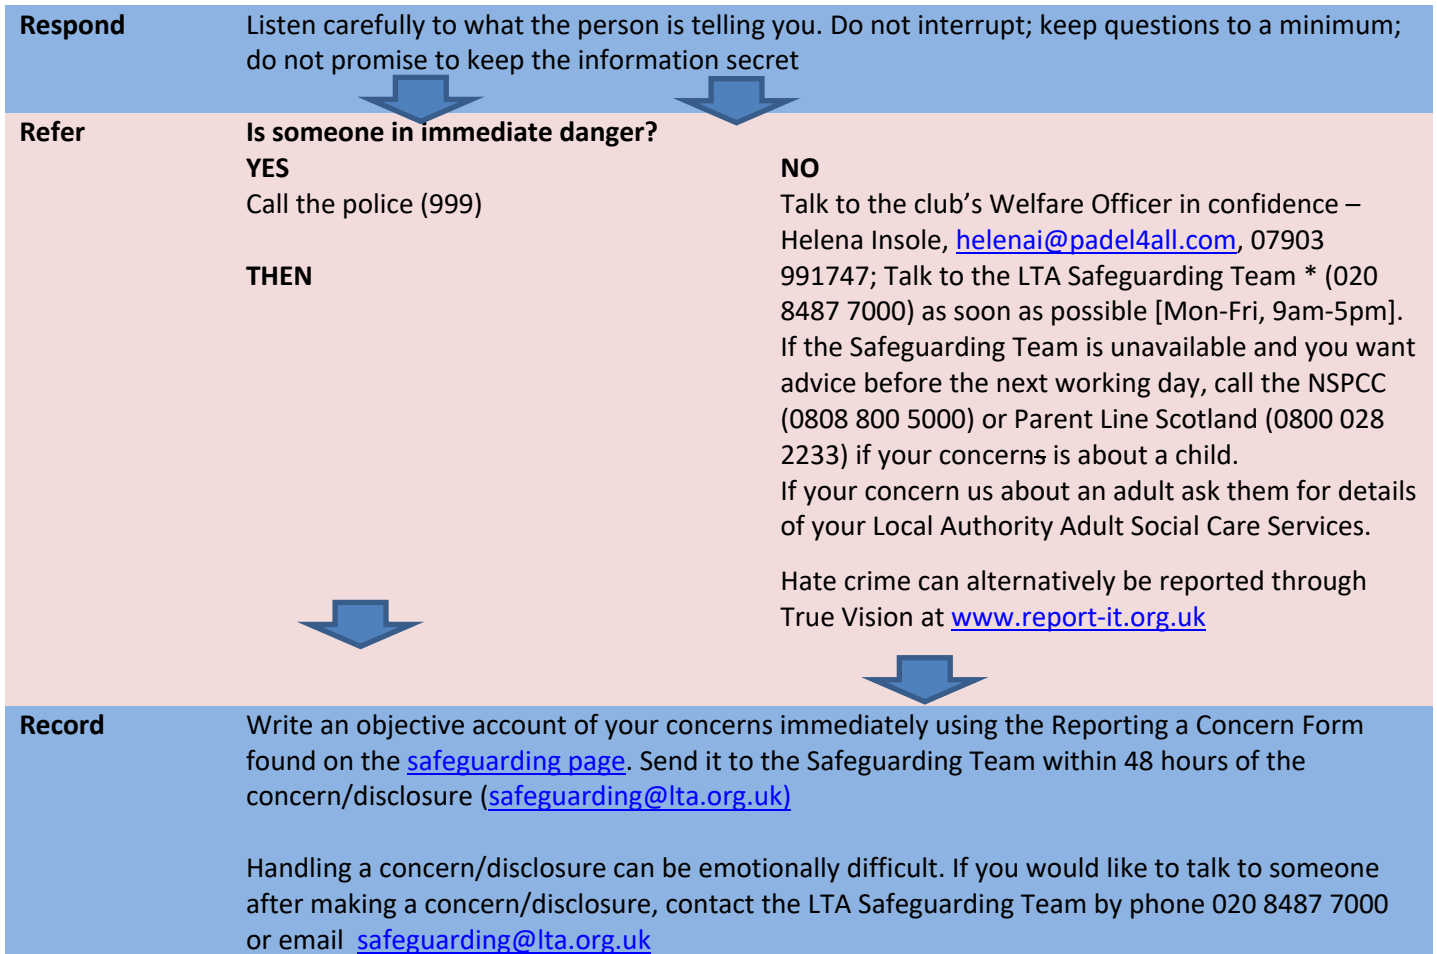 Respond
Listen carefully to what the person is telling you. Do not interrupt; keep questions to a minimum;
do not promise to keep the information secret
Refer
Is someone in immediate danger?
YES
Call the police (999)
THEN
NO
Talk to the club’s Welfare Officer in confidence –
Helena Insole, helenai@padel4all.com, 07903
991747; Talk to the LTA Safeguarding Team * (020
8487 7000) as soon as possible [Mon-Fri, 9am-5pm].
If the Safeguarding Team is unavailable and you want
advice before the next working day, call the NSPCC
(0808 800 5000) or Parent Line Scotland (0800 028
2233) if your concerns is about a child.
If your concern us about an adult ask them for details
of your Local Authority Adult Social Care Services.
Hate crime can alternatively be reported through
True Vision at www.report-it.org.uk
Record
Write an objective account of your concerns immediately using the Reporting a Concern Form
found on the safeguarding page. Send it to the Safeguarding Team within 48 hours of the
concern/disclosure (safeguarding@lta.org.uk)
Handling a concern/disclosure can be emotionally difficult. If you would like to talk to someone
after making a concern/disclosure, contact the LTA Safeguarding Team by phone 020 8487 7000
or email safeguarding@lta.org.uk